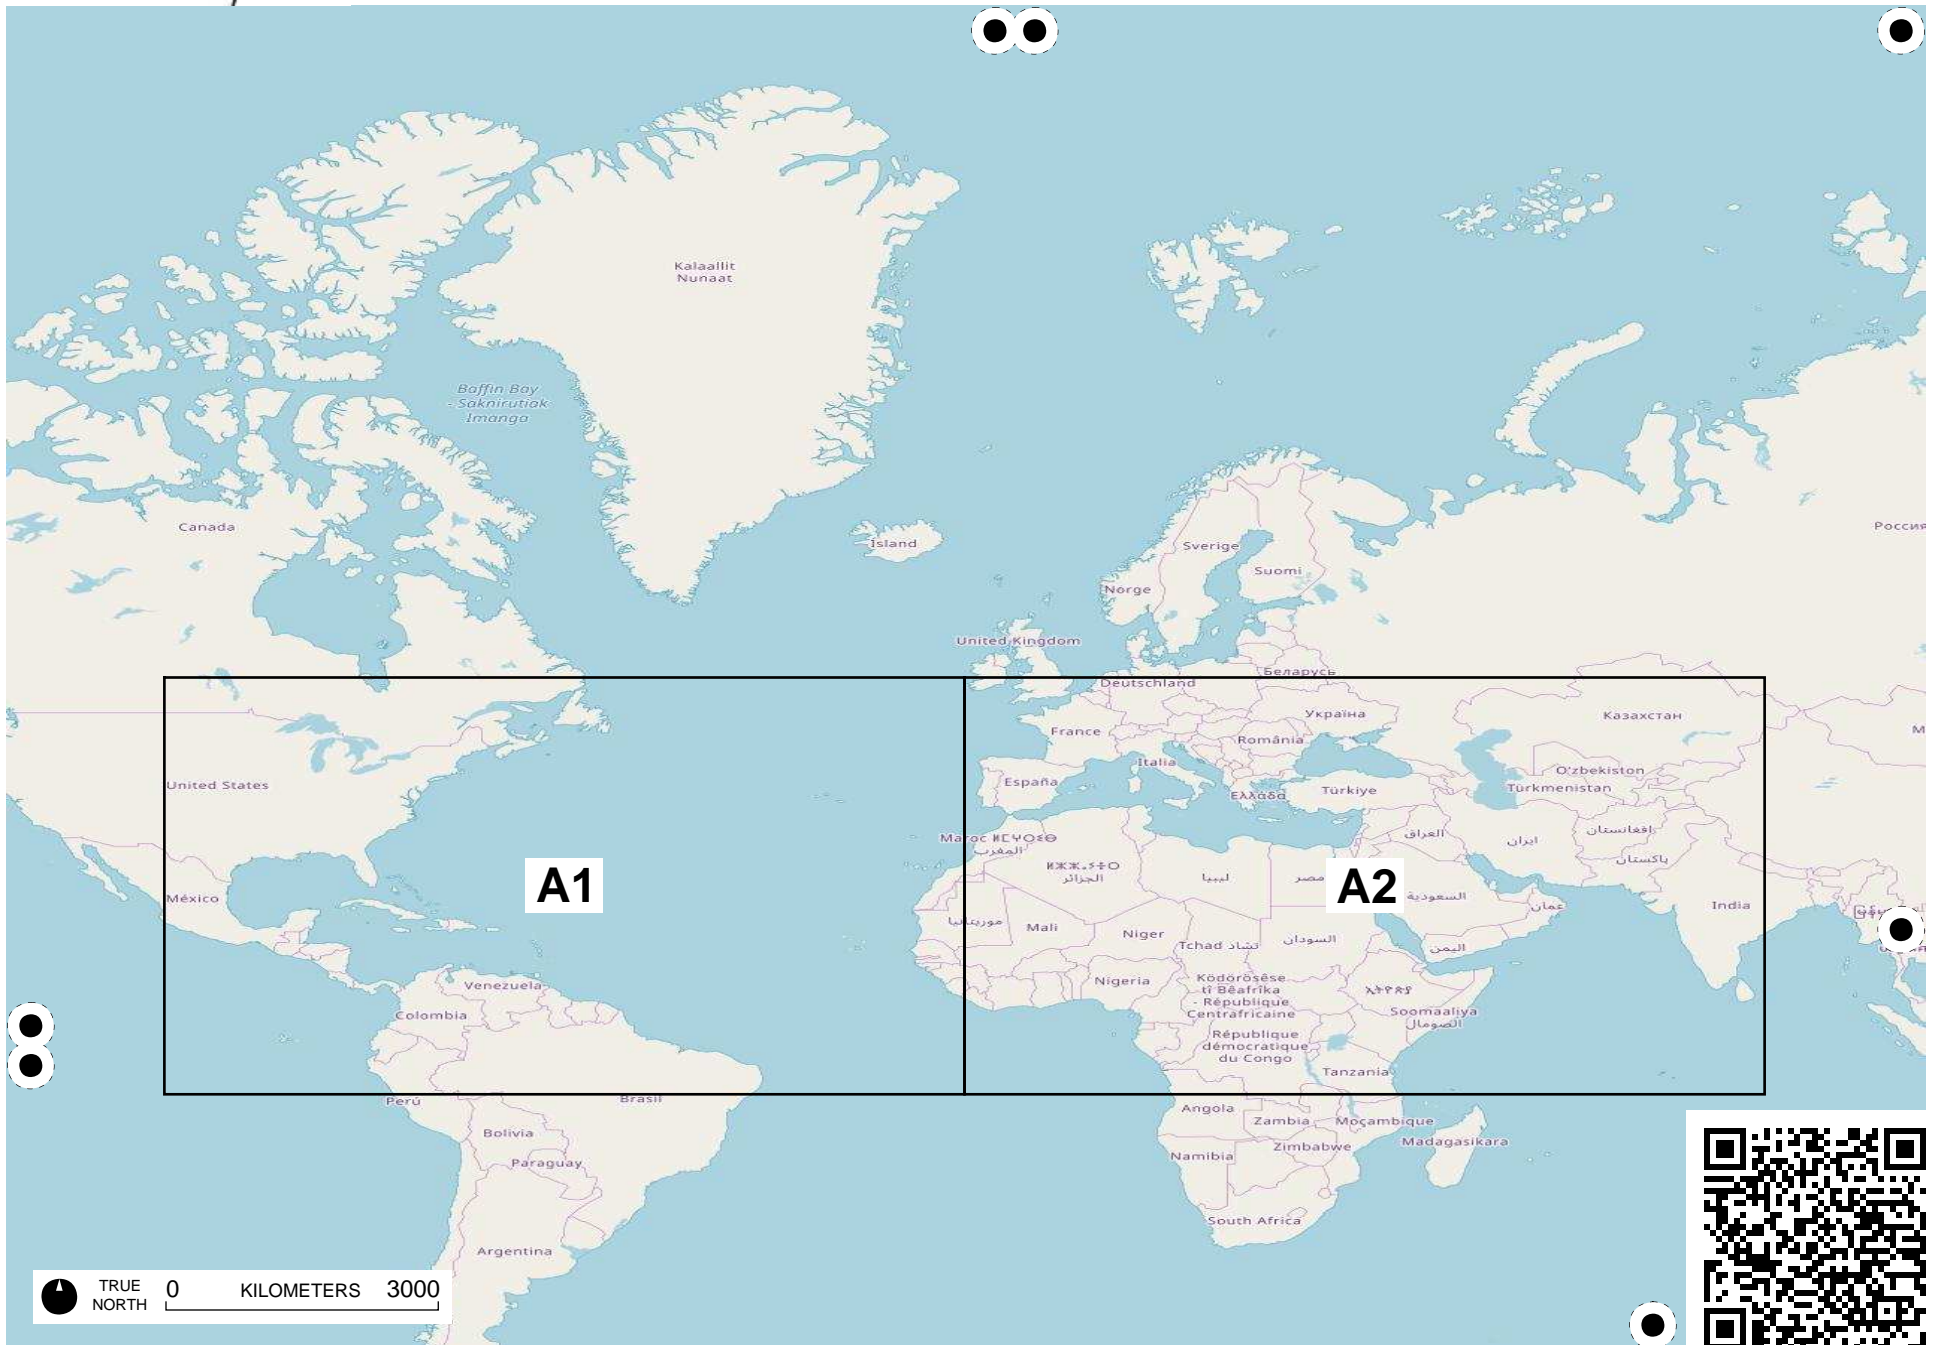 Kalaallit
Nunaat
Baffin Bay
- Saknirutiak
Imanga
Canada
Ísland
Россия
Sverige
Suomi
Norge
United Kingdom
Беларусь
Deutschland
Україна
Казахстан
France
România
Italia
O'zbekiston
United States
España
Ελλάδα
Türkiye
Türkmenistan
Maroc ⵍⵎⵖⵔⵉⴱ
المغرب
العراق
ایران
افغانستان
پاکستان
الجزائر
ليبيا
مصر
السعودية
A1
A2
México
عمان
India
موريتانيا
Mali
Niger
Tchad تشاد
السودان
اليمن
Venezuela
Nigeria
Ködörösêse
tî Bêafrîka
- République
Centrafricaine
Colombia
Soomaaliya
الصومال
République
démocratique
du Congo
Tanzania
Perú
Brasil
Angola
Zambia
Moçambique
Bolivia
Madagasikara
Zimbabwe
Namibia
Paraguay
South Africa
Argentina
TRUE
NORTH
0 KILOMETERS 3000